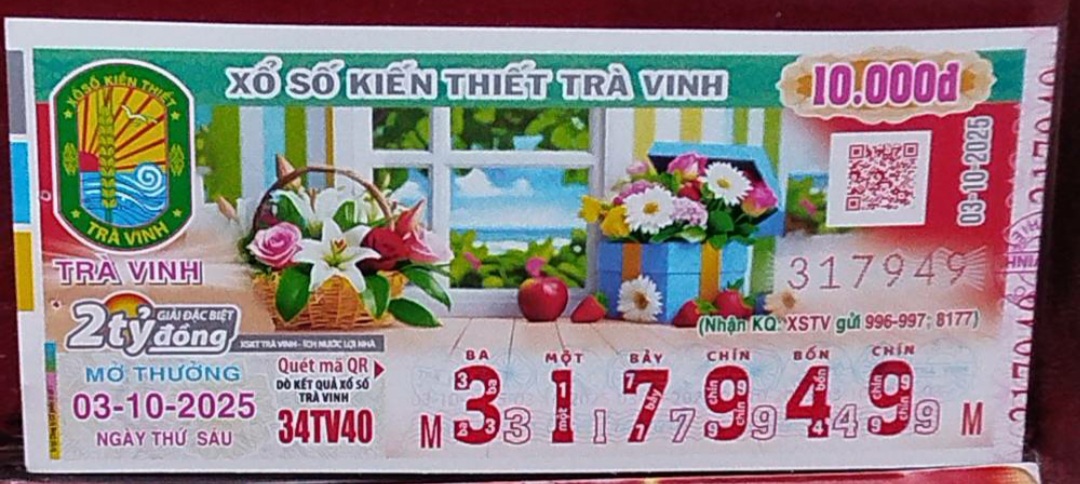 XỔ SỐ KIẾN THIẾT TRÀ VINH
10.000đ
XỔ SỐ KIẾN THIẾT
TRÀ VINH
03-10-2025
TRÀ VINH
317949
2 tỷ đồng
GIẢI ĐẶC BIỆT
XSKT TRÀ VINH - ÍCH NƯỚC LỢI NHÀ
(Nhận KQ: XSTV gửi 996-997; 8177)
MỞ THƯỞNG
03-10-2025
NGÀY THỨ SÁU
Quét mã QR
DÒ KẾT QUẢ XỔ SỐ
TRÀ VINH
34TV40
BA MỘT BẢY CHÍN BỐN CHÍN
M 3 3 1 1 7 7 9 9 4 4 9 9 M